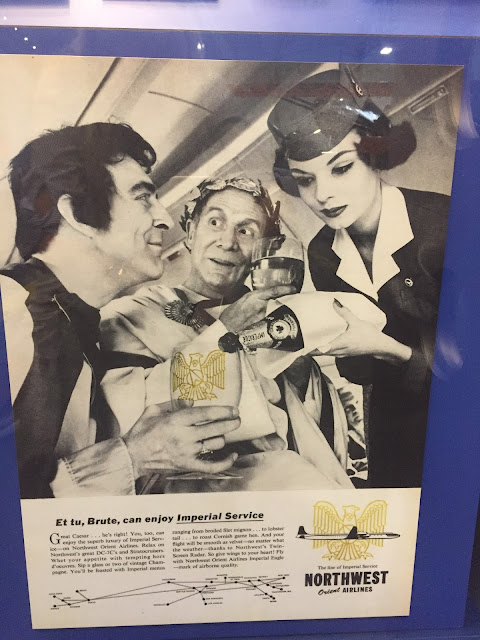 IMPERIAL
Et tu, Brute, can enjoy Imperial Service
Great Caesar . . . he's right! You, too, can
enjoy the superb luxury of Imperial Serv-
ice—on Northwest Orient Airlines. Relax on
Northwest's great DC-7C's and Stratocruisers.
Whet your appetite with tempting hors
d'oeuvres. Sip a glass or two of vintage Cham-
pagne. You'll be feasted with Imperial menus
ranging from broiled filet mignon . . . to lobster
tail . . . to roast Cornish game hen. And your
flight will be smooth as velvet—no matter what
the weather—thanks to Northwest's Twin-
Screen Radar. So give wings to your heart! Fly
with Northwest Orient Airlines Imperial Eagle
—mark of airborne quality.
The line of Imperial Service
NORTHWEST
Orient AIRLINES